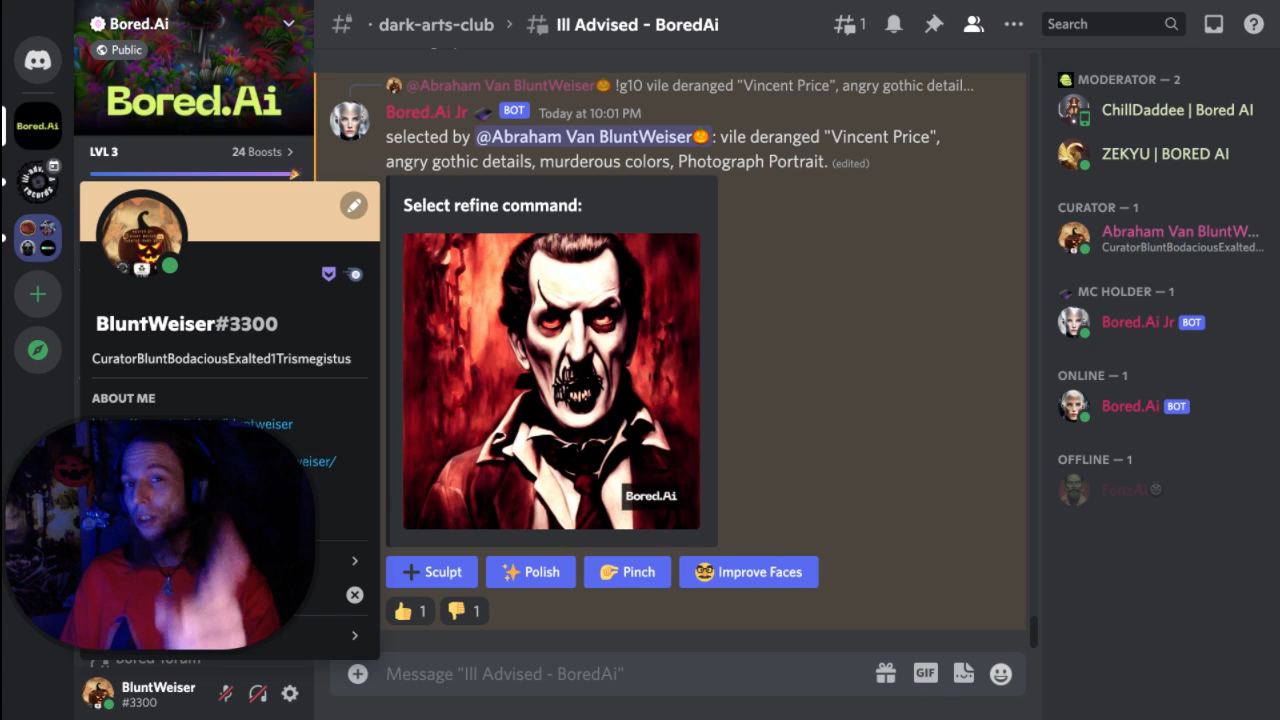 Bored.Ai
Public
Bored.Ai
LVL 3
24 Boosts
Bored.Ai
BluntWeiser#3300
CuratorBluntBodaciousExalted1Trismegistus
ABOUT ME
BluntWeiser
#3300
dark-arts-club
Ill Advised - BoredAi
1
Search
@Abraham Van BluntWeiser🎃 !g10 vile deranged "Vincent Price", angry gothic detail...
Bored.Ai Jr BOT Today at 10:01 PM
selected by @Abraham Van BluntWeiser🎃: vile deranged "Vincent Price",
angry gothic details, murderous colors, Photograph Portrait. (edited)
Select refine command:
Bored.Ai
Sculpt
Polish
Pinch
Improve Faces
👍 1
👎 1
Message "Ill Advised - BoredAi"
GIF
MODERATOR — 2
ChillDaddee | Bored AI
ZEKYU | BORED AI
CURATOR — 1
Abraham Van BluntW...
CuratorBluntBodaciousExalted...
MC HOLDER — 1
Bored.Ai Jr BOT
ONLINE — 1
Bored.Ai BOT
OFFLINE — 1
FonzAi